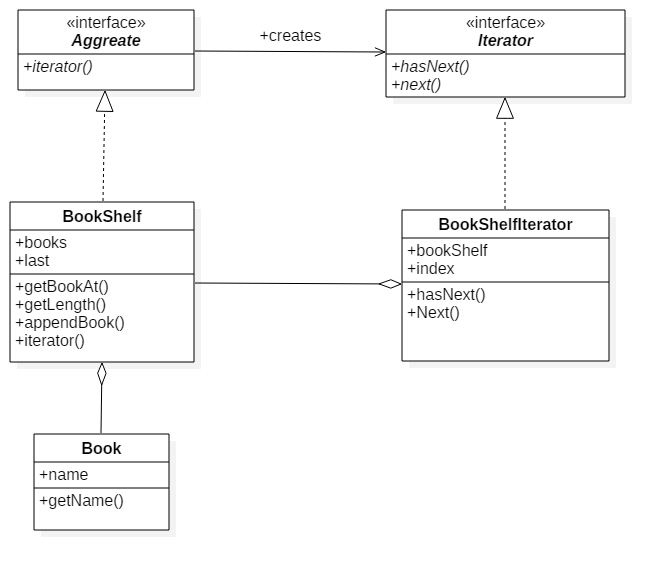 «interface»
Aggreate
+iterator()
+creates
«interface»
Iterator
+hasNext()
+next()
BookShelf
+books
+last
+getBookAt()
+getLength()
+appendBook()
+iterator()
BookShelfIterator
+bookShelf
+index
+hasNext()
+Next()
Book
+name
+getName()